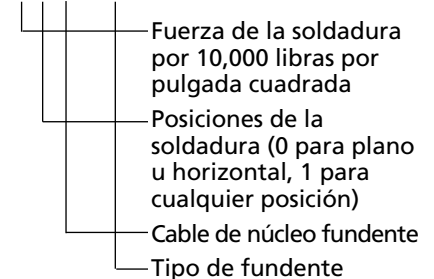 Fuerza de la soldadura
por 10,000 libras por
pulgada cuadrada
Posiciones de la
soldadura (0 para plano
u horizontal, 1 para
cualquier posición)
Cable de núcleo fundente
Tipo de fundente